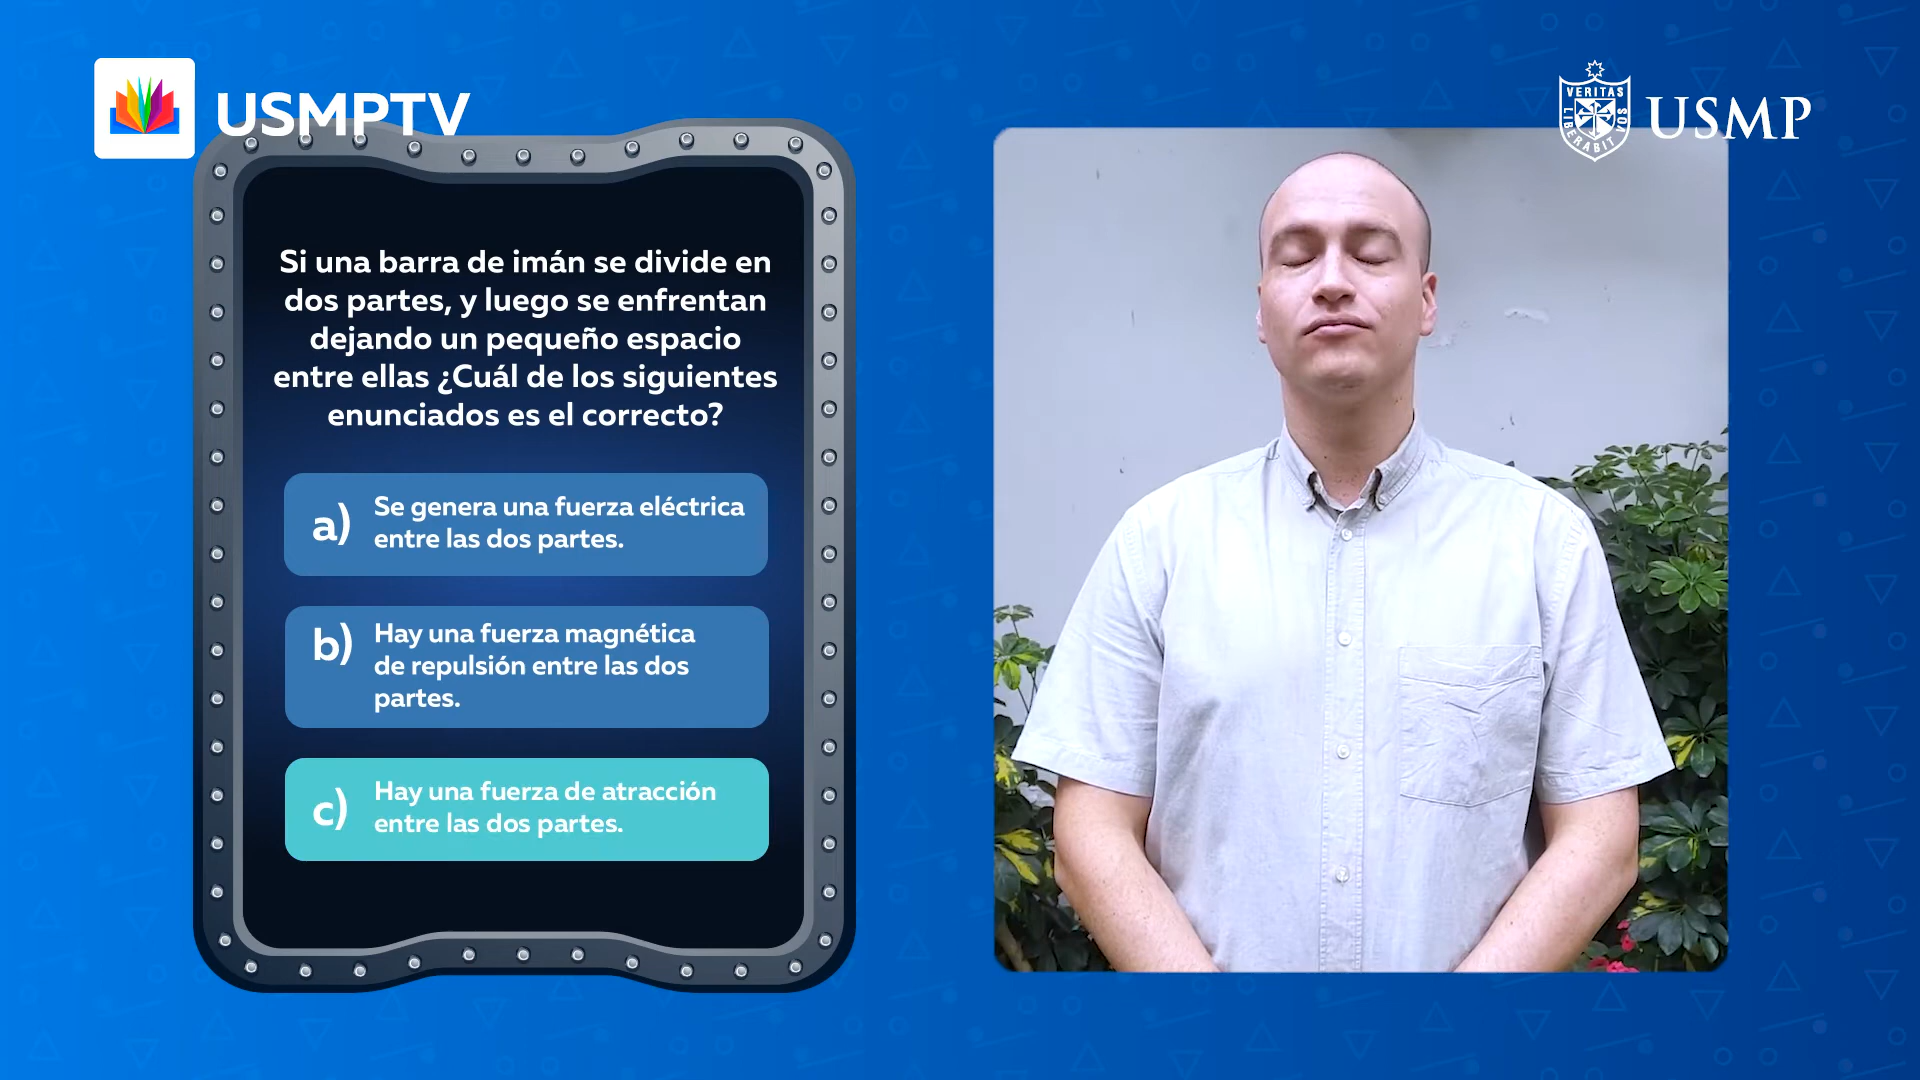 USMPTV
VERITAS
LIBERABIT VOS
USMP
Si una barra de imán se divide en
dos partes, y luego se enfrentan
dejando un pequeño espacio
entre ellas ¿Cuál de los siguientes
enunciados es el correcto?
a) Se genera una fuerza eléctrica
entre las dos partes.
b) Hay una fuerza magnética
de repulsión entre las dos
partes.
c) Hay una fuerza de atracción
entre las dos partes.